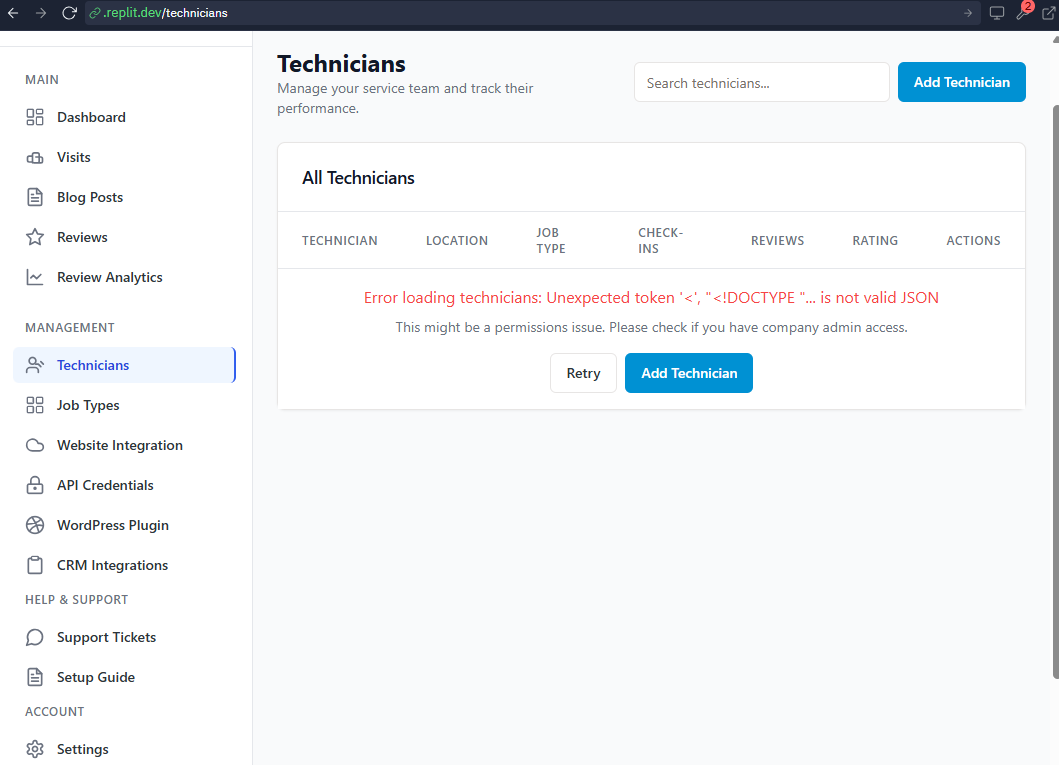 .replit.dev/technicians
2
MAIN
Dashboard
Visits
Blog Posts
Reviews
Review Analytics
MANAGEMENT
Technicians
Job Types
Website Integration
API Credentials
WordPress Plugin
CRM Integrations
HELP & SUPPORT
Support Tickets
Setup Guide
ACCOUNT
Settings
Technicians
Manage your service team and track their
performance.
Search technicians...
Add Technician
All Technicians
TECHNICIAN LOCATION JOB TYPE CHECK-INS REVIEWS RATING ACTIONS
Error loading technicians: Unexpected token '<', "<!DOCTYPE "... is not valid JSON
This might be a permissions issue. Please check if you have company admin access.
Retry Add Technician